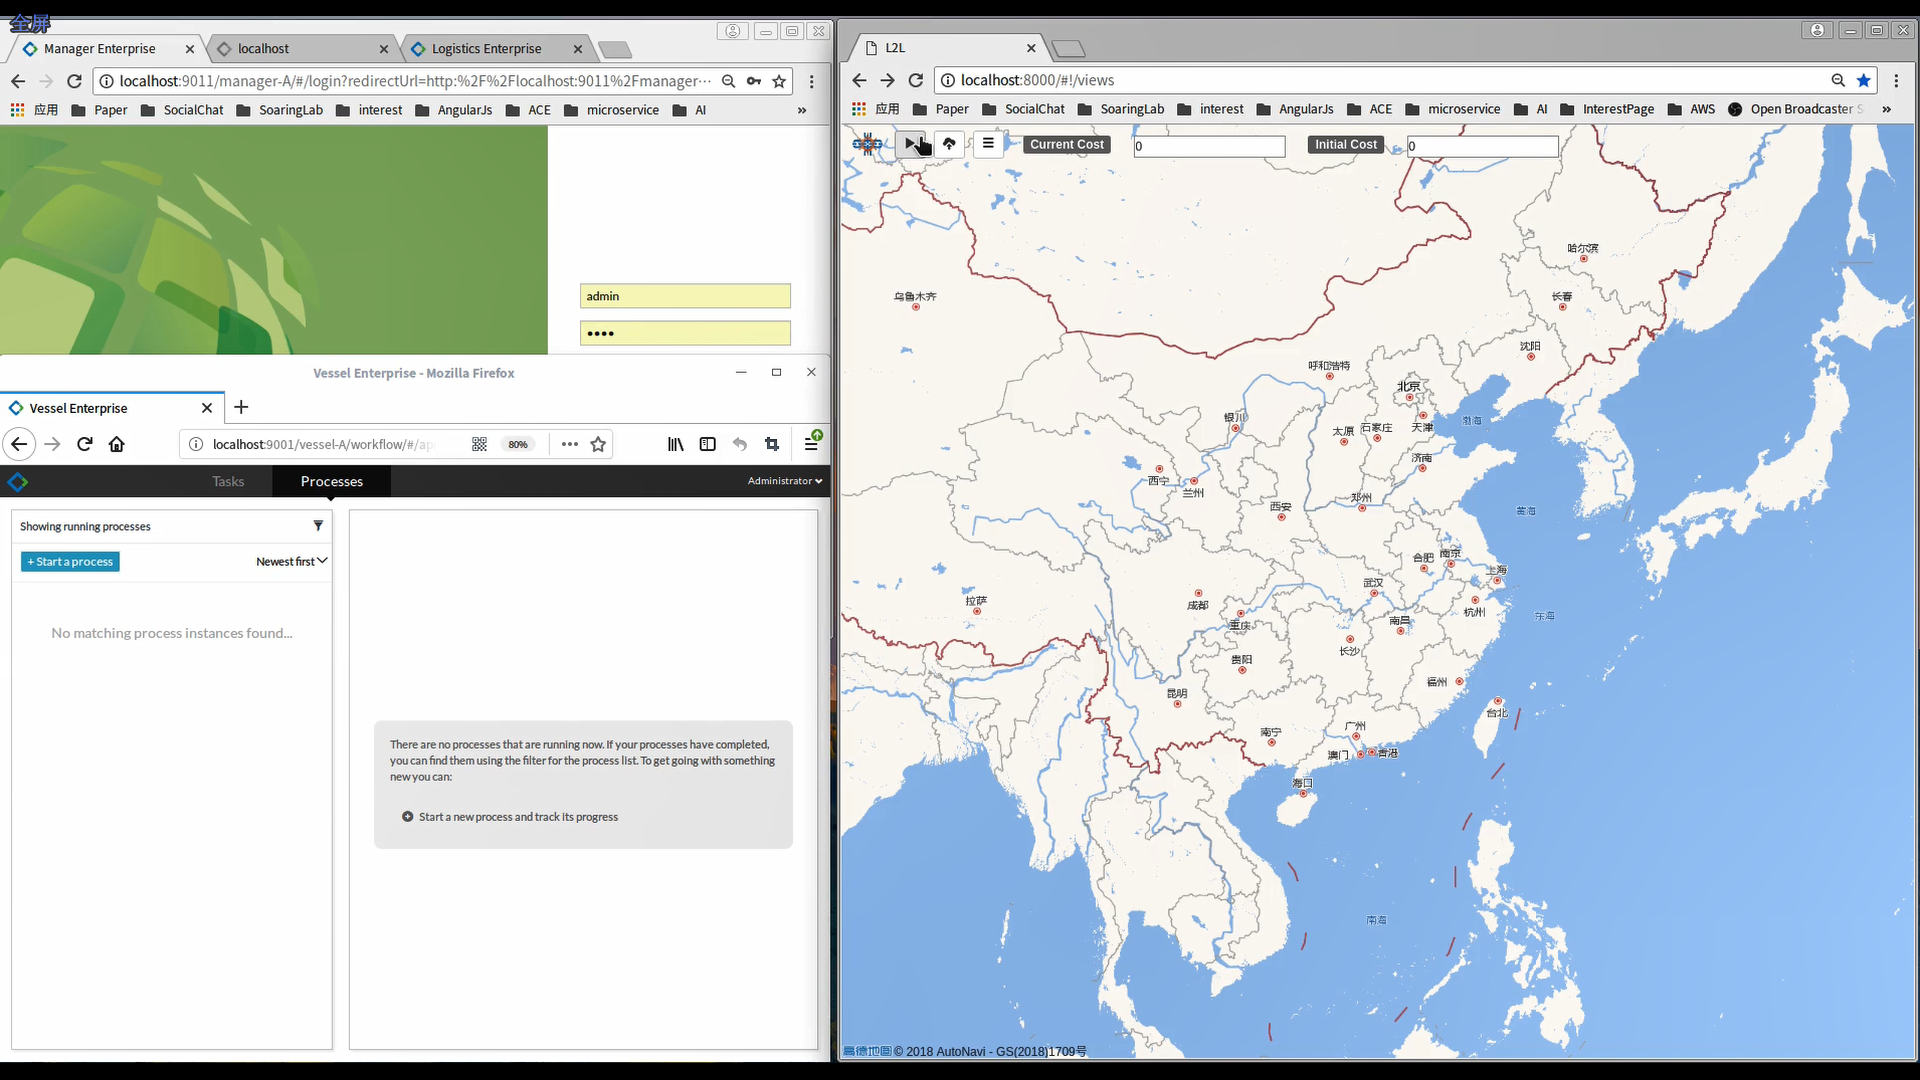 全屏
Manager Enterprise
localhost
Logistics Enterprise
localhost:9011/manager-A/#/login?redirectUrl=http:%2F%2Flocalhost:9011%2Fmanager···
应用
Paper
SocialChat
SoaringLab
interest
AngularJs
ACE
microservice
AI
»
admin
••••
Vessel Enterprise - Mozilla Firefox
Vessel Enterprise
localhost:9001/vessel-A/workflow/#/ap
80%
Tasks
Processes
Administrator
Showing running processes
+ Start a process
Newest first
No matching process instances found...
There are no processes that are running now. If your processes have completed,
you can find them using the filter for the process list. To get going with something
new you can:
Start a new process and track its progress
L2L
localhost:8000/#!/views
应用
Paper
SocialChat
SoaringLab
interest
AngularJs
ACE
microservice
AI
InterestPage
AWS
Open Broadcaster S
»
Current Cost
0
Initial Cost
0
哈尔滨
乌鲁木齐
长春
沈阳
呼和浩特
北京
银川
渤海
太原
石家庄
天津
济南
西宁
兰州
郑州
西安
黄海
合肥
南京
上海
武汉
拉萨
成都
杭州
东海
重庆
南昌
长沙
贵阳
福州
昆明
台北
广州
南宁
澳门
香港
海口
南海
高德地图 © 2018 AutoNavi - GS(2018)1709号